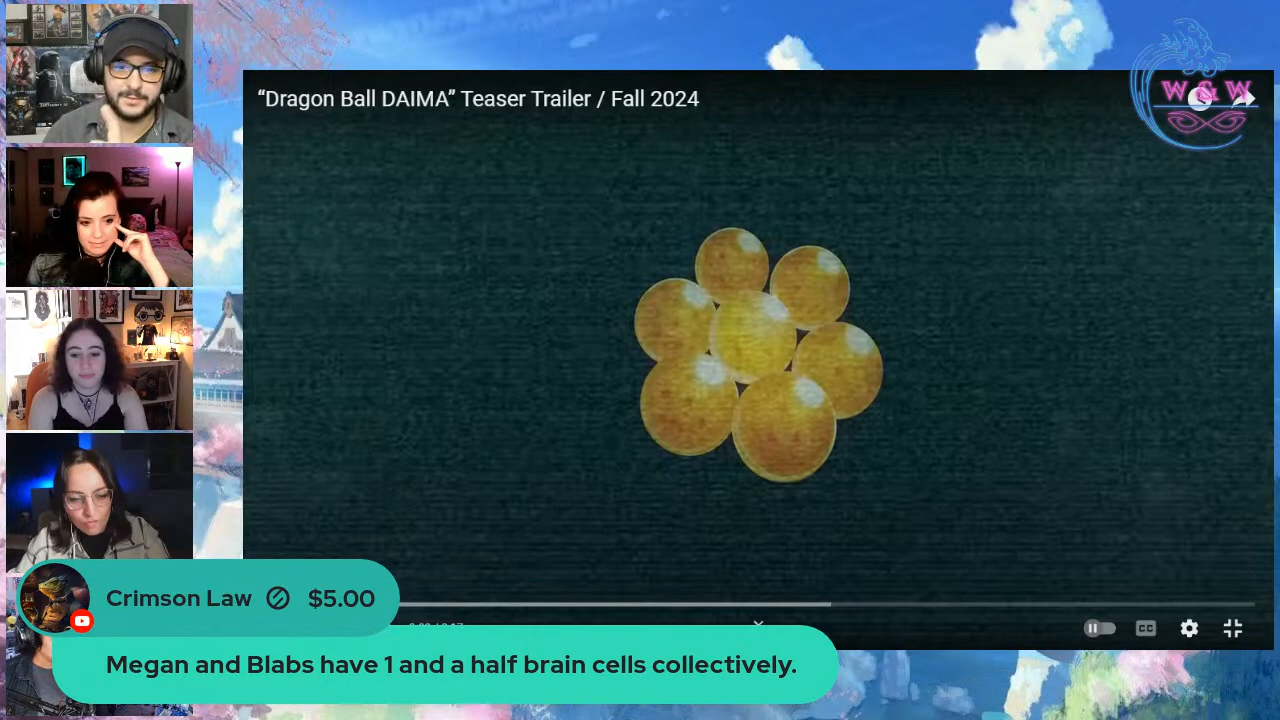 “Dragon Ball DAIMA” Teaser Trailer / Fall 2024
W & W
CC
Crimson Law $5.00
Megan and Blabs have 1 and a half brain cells collectively.